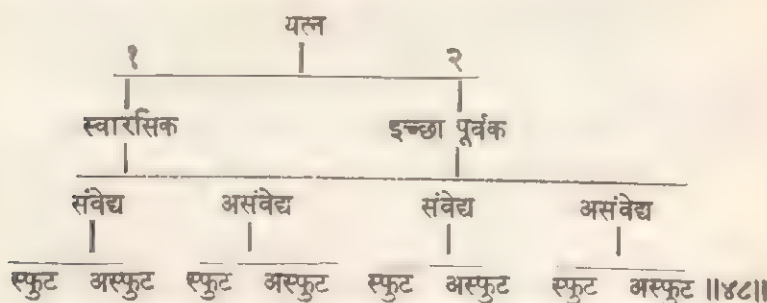 यत्न
१ २
स्वारसिक इच्छा पूर्वक
संवेद्य असंवेद्य संवेद्य असंवेद्य
स्फुट अस्फुट स्फुट अस्फुट स्फुट अस्फुट स्फुट अस्फुट ॥४८॥